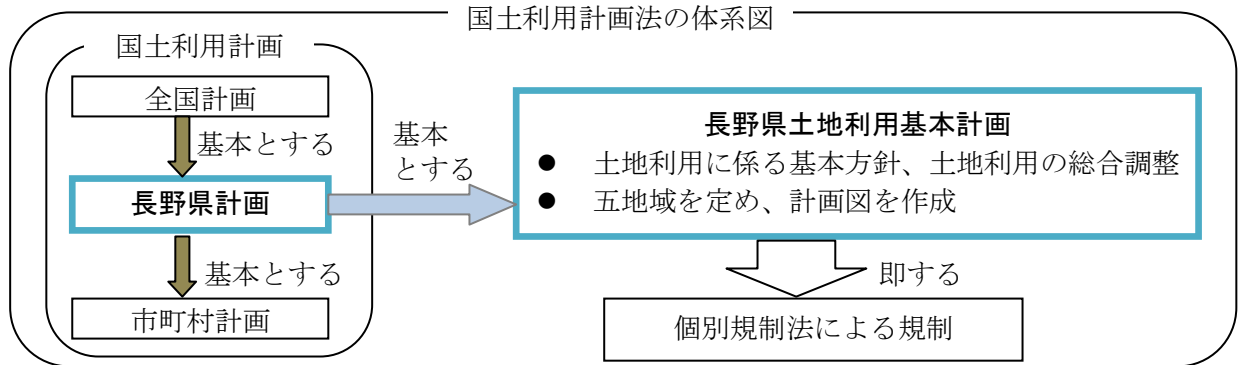 国土利用計画法の体系図
国土利用計画
全国計画
基本とする
長野県計画
基本とする
市町村計画
基本
とする
長野県土地利用基本計画
● 土地利用に係る基本方針、土地利用の総合調整
● 五地域を定め、計画図を作成
即する
個別規制法による規制